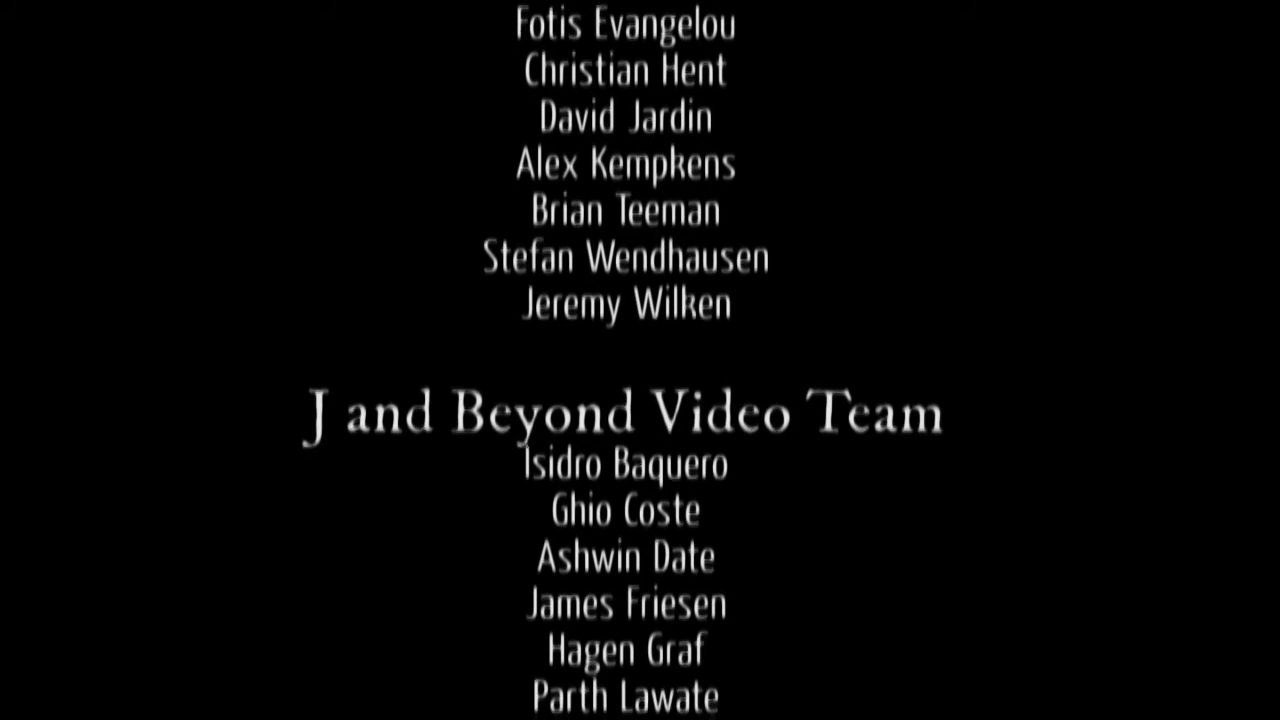 Fotis Evangelou
Christian Hent
David Jardin
Alex Kempkens
Brian Teeman
Stefan Wendhausen
Jeremy Wilken
J and Beyond Video Team
Isidro Baquero
Ghio Coste
Ashwin Date
James Friesen
Hagen Graf
Parth Lawate